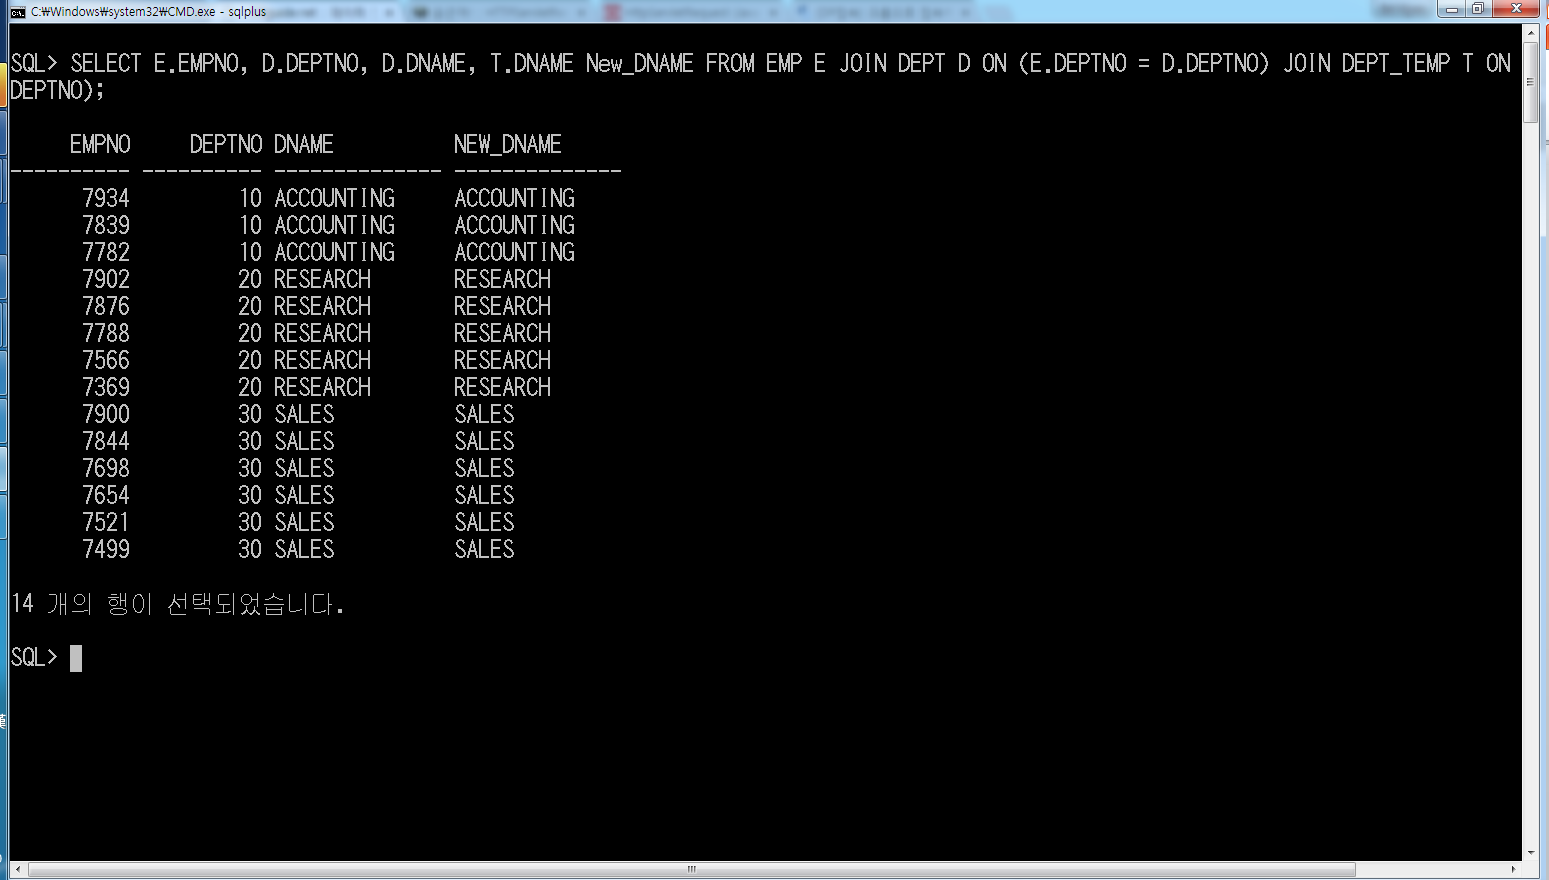 C:₩Windows₩system32₩CMD.exe - sqlplus
SQL> SELECT E.EMPNO, D.DEPTNO, D.DNAME, T.DNAME New_DNAME FROM EMP E JOIN DEPT D ON (E.DEPTNO = D.DEPTNO) JOIN DEPT_TEMP T ON
DEPTNO);
EMPNO DEPTNO DNAME NEW_DNAME
---------- ---------- -------------- --------------
7934 10 ACCOUNTING ACCOUNTING
7839 10 ACCOUNTING ACCOUNTING
7782 10 ACCOUNTING ACCOUNTING
7902 20 RESEARCH RESEARCH
7876 20 RESEARCH RESEARCH
7788 20 RESEARCH RESEARCH
7566 20 RESEARCH RESEARCH
7369 20 RESEARCH RESEARCH
7900 30 SALES SALES
7844 30 SALES SALES
7698 30 SALES SALES
7654 30 SALES SALES
7521 30 SALES SALES
7499 30 SALES SALES
14 개의 행이 선택되었습니다.
SQL>